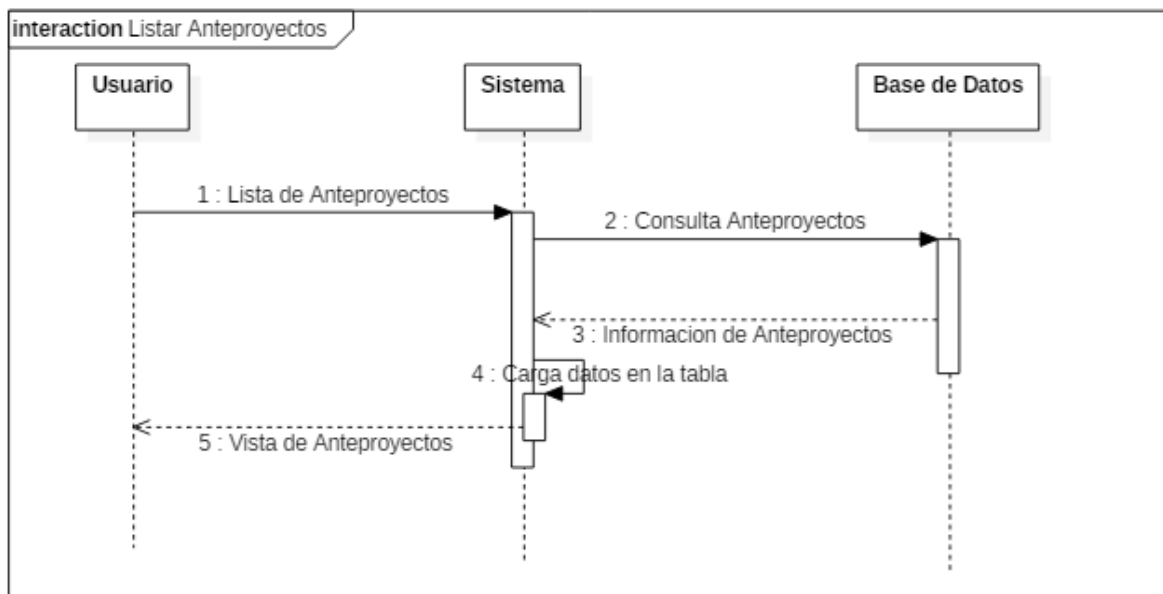 interaction Listar Anteproyectos
Usuario
Sistema
Base de Datos
1 : Lista de Anteproyectos
2 : Consulta Anteproyectos
3 : Informacion de Anteproyectos
4 : Carga datos en la tabla
5 : Vista de Anteproyectos